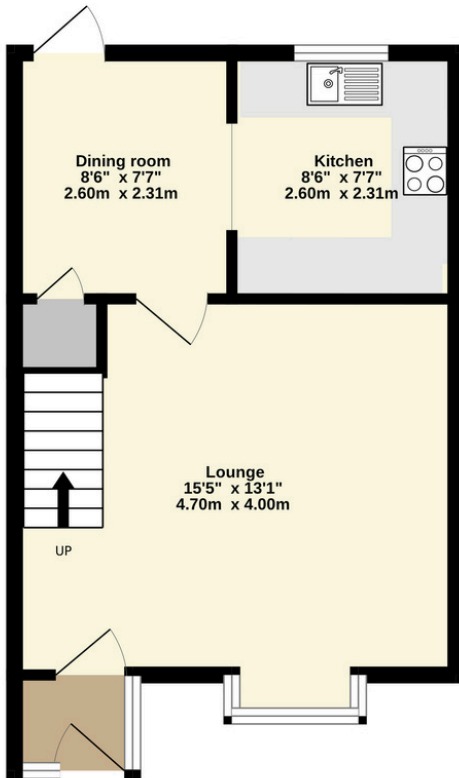 Dining room
8'6" x 7'7"
2.60m x 2.31m
Kitchen
8'6" x 7'7"
2.60m x 2.31m
Lounge
15'5" x 13'1"
4.70m x 4.00m
UP